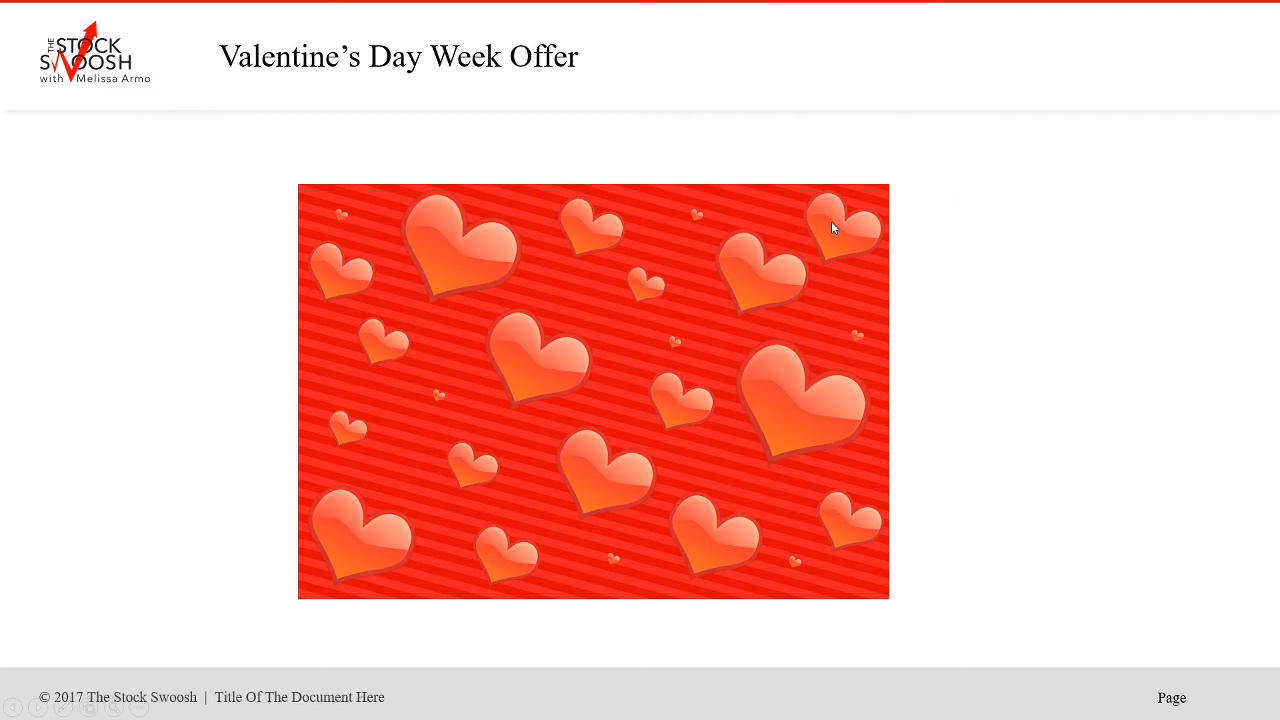 THE STOCK
SWOOSH
with Melissa Armo
Valentine’s Day Week Offer
© 2017 The Stock Swoosh | Title Of The Document Here
Page